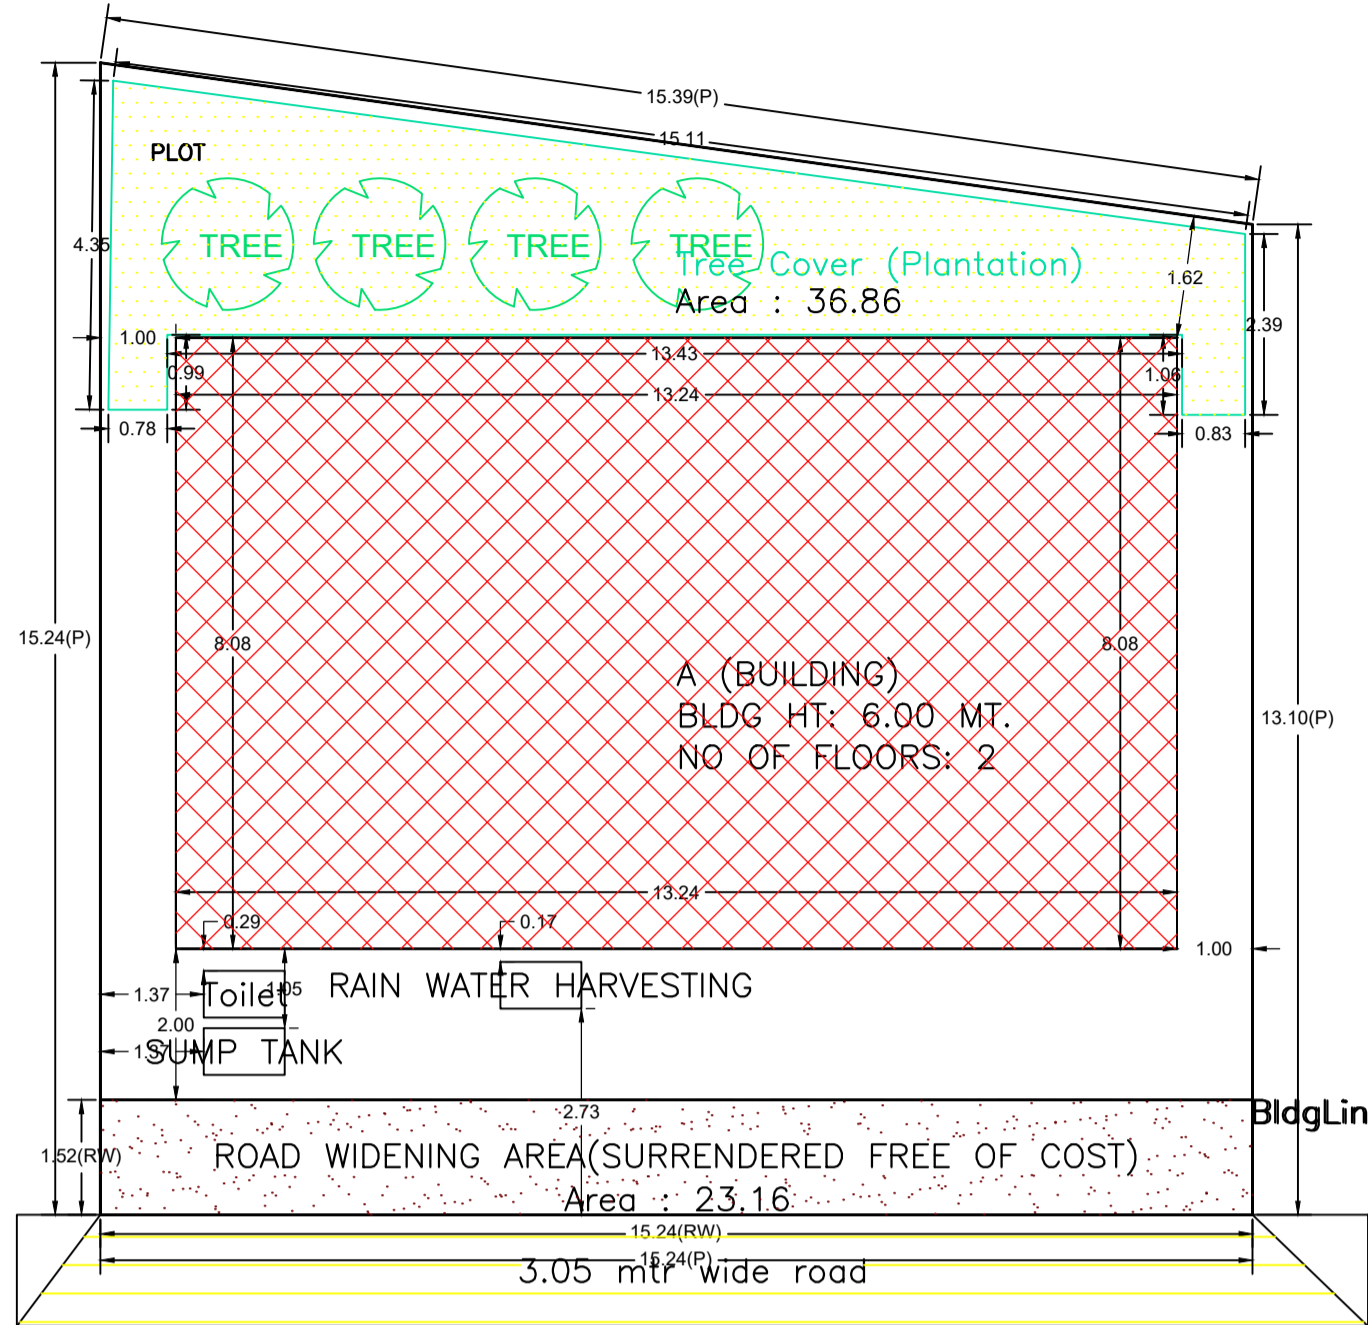 15.39(P)
15.11
PLOT
TREE TREE TREE TREE
4.35
Tree Cover (Plantation)
1.62
Area : 36.86
2.39
1.00
13.43
0.99
1.06
13.24
0.78
0.83
15.24(P)
8.08
8.08
A (BUILDING)
BLDG HT: 6.00 MT.
NO OF FLOORS: 2
13.10(P)
13.24
0.29
0.17
1.00
RAIN WATER HARVESTING
1.37
Toilet
1.05
2.00
1.37
SUMP TANK
2.73
BldgLin
1.52(RW)
ROAD WIDENING AREA(SURRENDERED FREE OF COST)
Area : 23.16
15.24(RW)
15.24(P)
3.05 mtr wide road